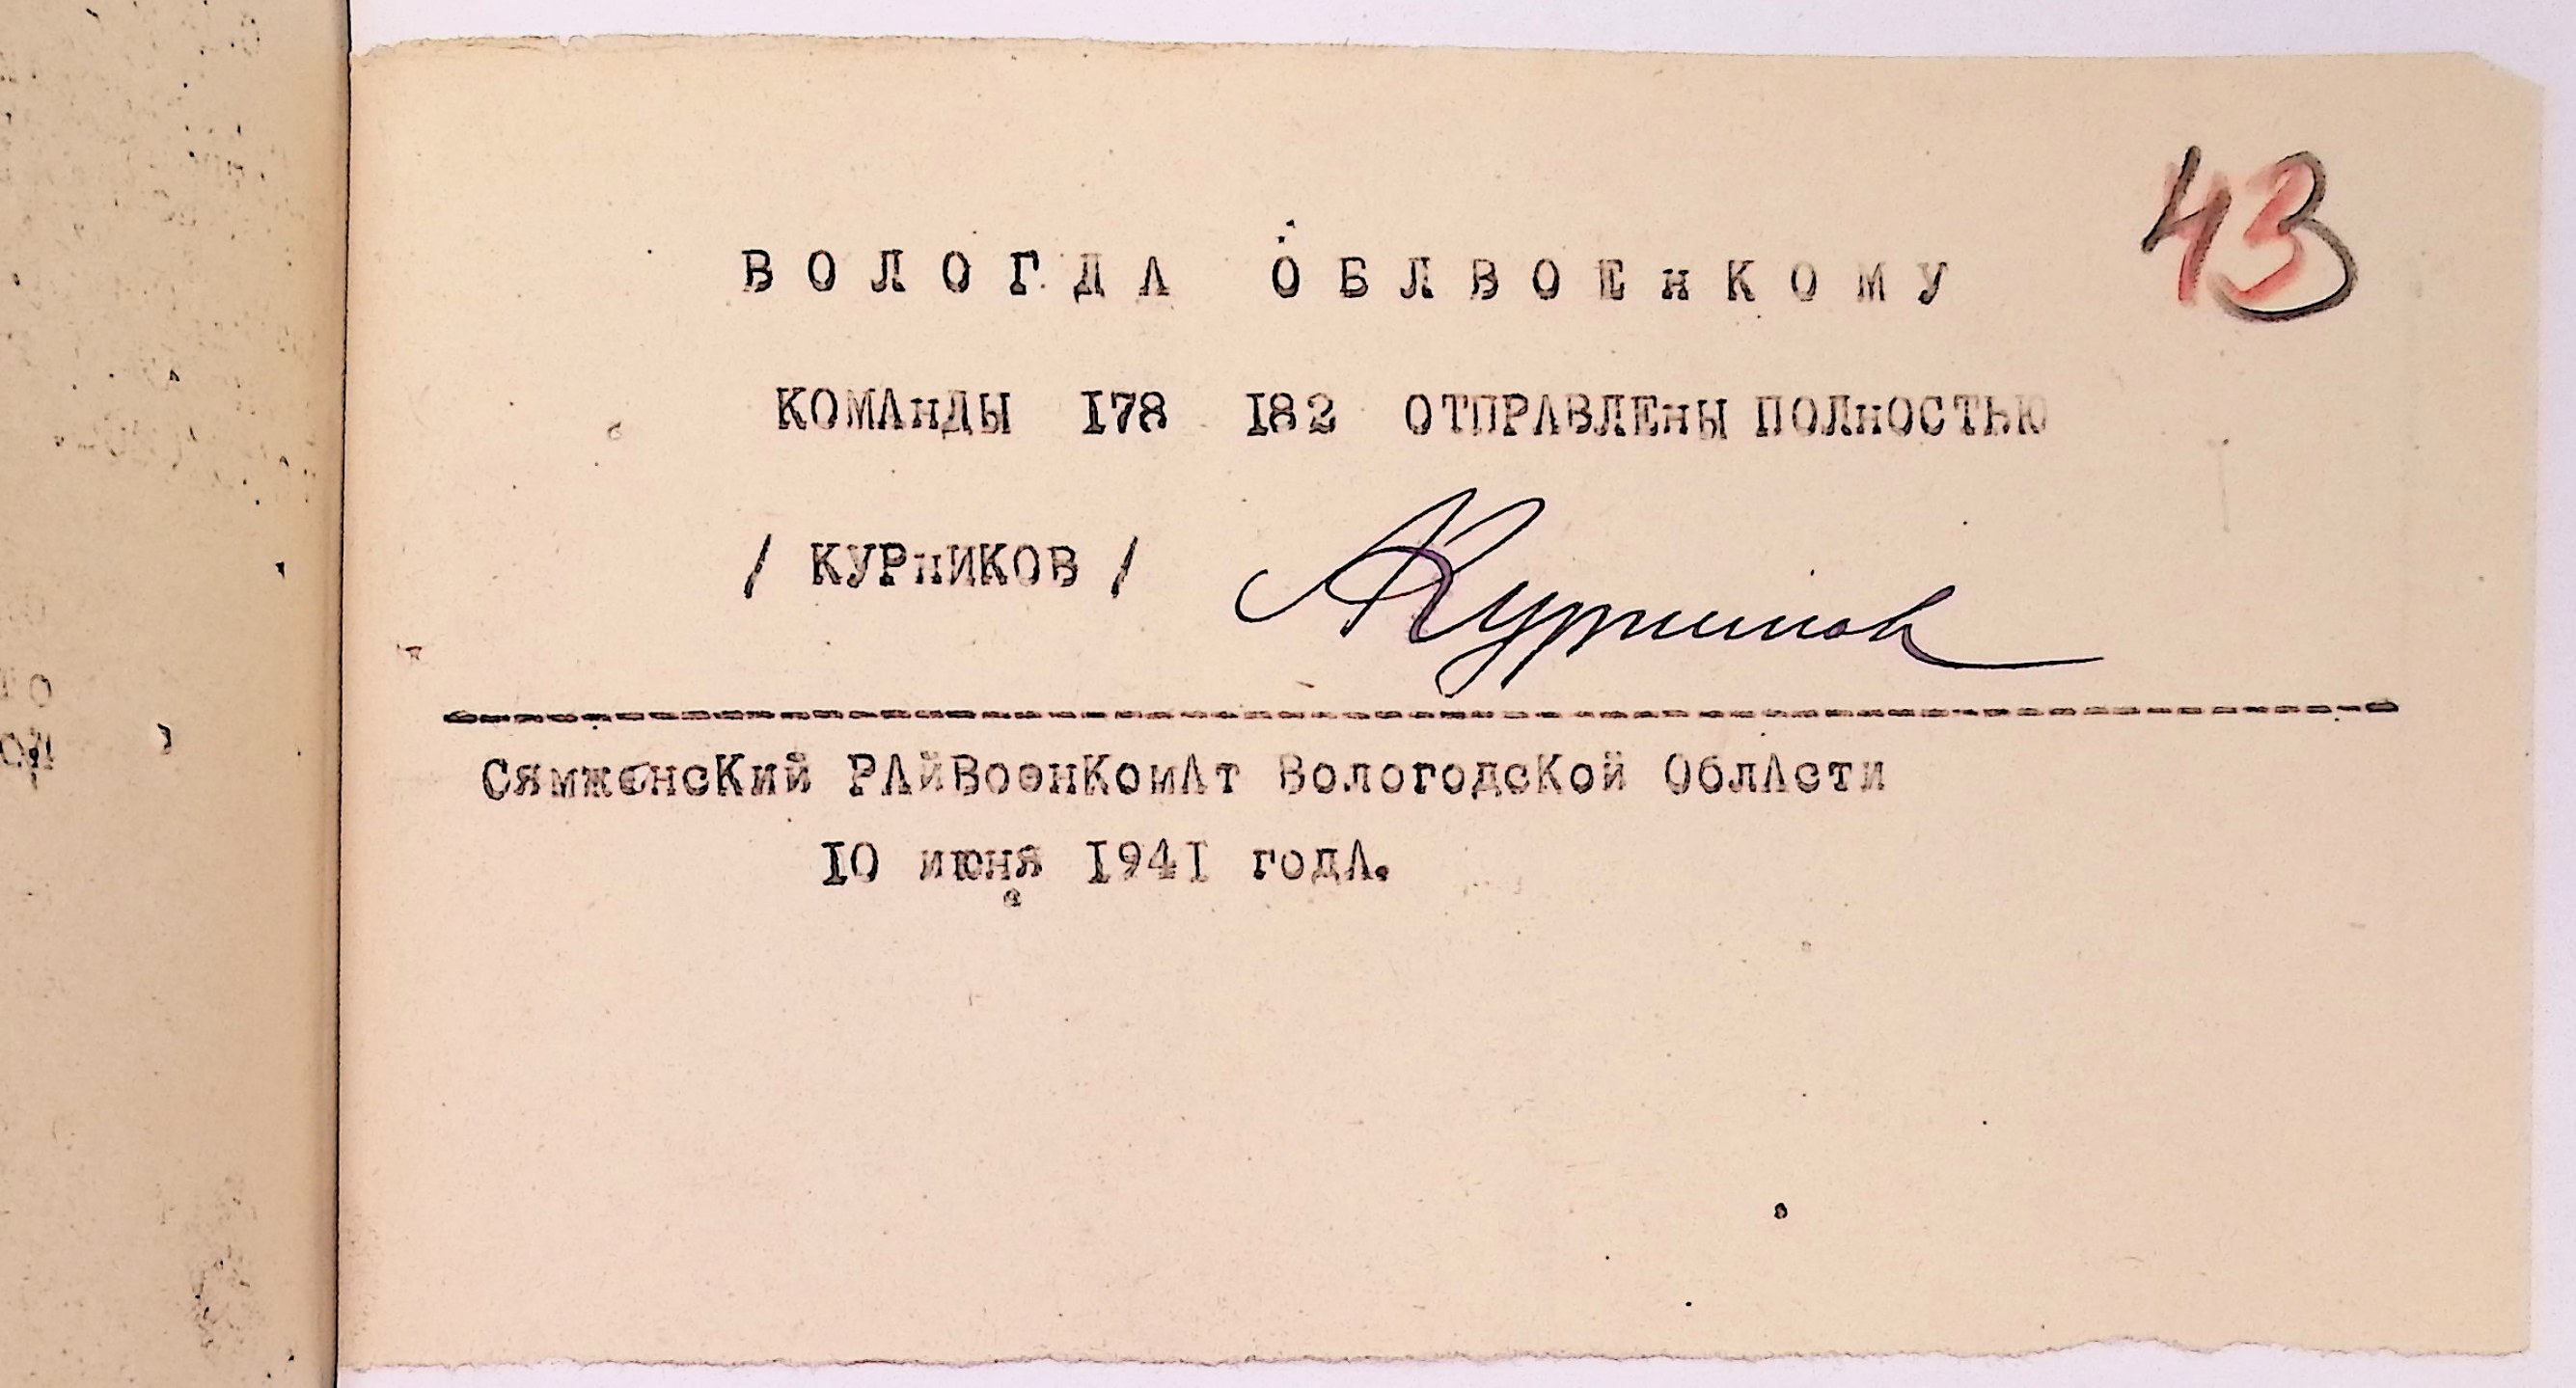 43
ВОЛОГДА ОБЛВОЕНКОМУ
КОМАНДЫ 178 182 ОТПРАВЛЕНЫ ПОЛНОСТЬЮ
/ КУРНИКОВ / АКурников
СямженсКий РАйВоенКомАт ВологодсКой ОблАсти
10 июня 1941 годА.